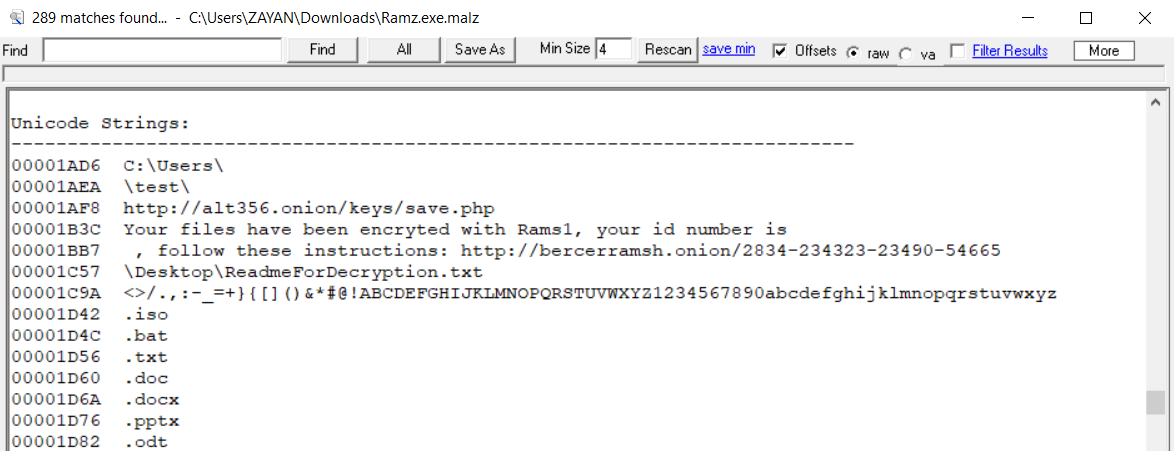 289 matches found... - C:\Users\ZAYAN\Downloads\Ramz.exe.malz
Find Find All Save As Min Size 4 Rescan save min Offsets raw va Filter Results More
Unicode Strings:
---------------------------------------------------------------------------
00001AD6 C:\Users\
00001AEA \test\
00001AF8 http://alt356.onion/keys/save.php
00001B3C Your files have been encryted with Rams1, your id number is
00001BB7 , follow these instructions: http://bercerramsh.onion/2834-234323-23490-54665
00001C57 \Desktop\ReadmeForDecryption.txt
00001C9A <>/.,:-_=+}{[]()&*#@!ABCDEFGHIJKLMNOPQRSTUVWXYZ1234567890abcdefghijklmnopqrstuvwxyz
00001D42 .iso
00001D4C .bat
00001D56 .txt
00001D60 .doc
00001D6A .docx
00001D76 .pptx
00001D82 .odt